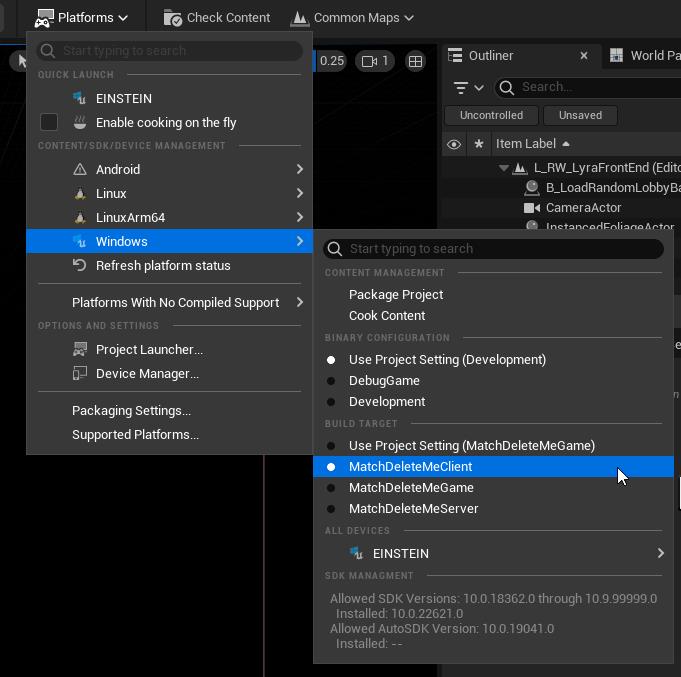 Platforms
Check Content
Common Maps
Start typing to search
QUICK LAUNCH
EINSTEIN
Enable cooking on the fly
CONTENT/SDK/DEVICE MANAGEMENT
Android
Linux
LinuxArm64
Windows
Refresh platform status
Platforms With No Compiled Support
OPTIONS AND SETTINGS
Project Launcher...
Device Manager...
Packaging Settings...
Supported Platforms...
0.25
1
Outliner
World Pa
Search...
Uncontrolled
Unsaved
Item Label
L_RW_LyraFrontEnd (Edito
B_LoadRandomLobbyBa
CameraActor
InstancedFoliageActor
Start typing to search
CONTENT MANAGEMENT
Package Project
Cook Content
BINARY CONFIGURATION
Use Project Setting (Development)
DebugGame
Development
BUILD TARGET
Use Project Setting (MatchDeleteMeGame)
MatchDeleteMeClient
MatchDeleteMeGame
MatchDeleteMeServer
ALL DEVICES
EINSTEIN
SDK MANAGMENT
Allowed SDK Versions: 10.0.18362.0 through 10.9.99999.0
Installed: 10.0.22621.0
Allowed AutoSDK Version: 10.0.19041.0
Installed: --